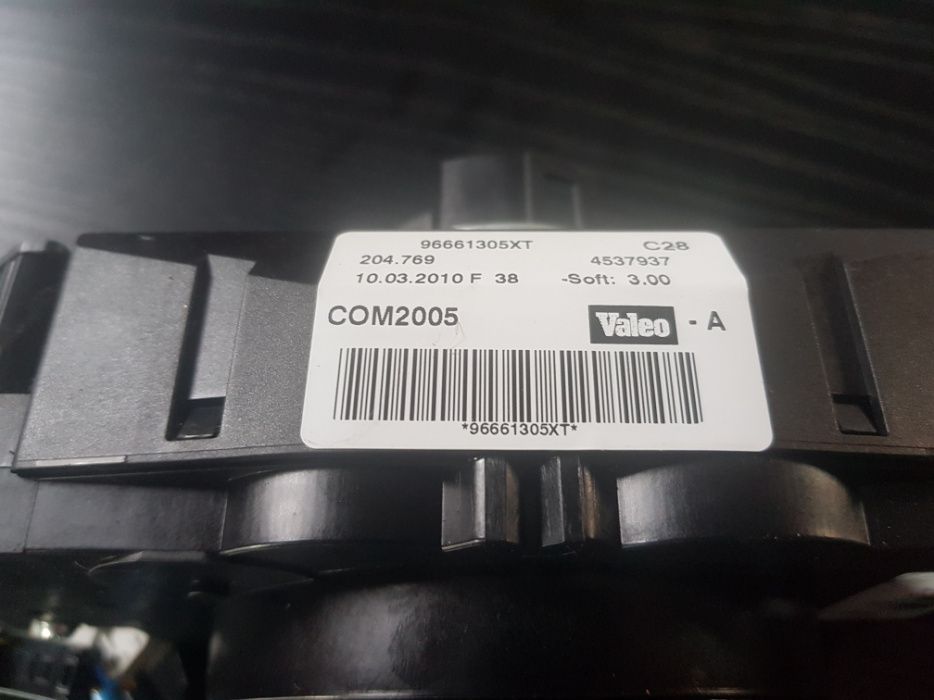 96661305XT C28
204.769 4537937
10.03.2010 F 38 -Soft: 3.00
COM2005 Valeo - A
*96661305XT*